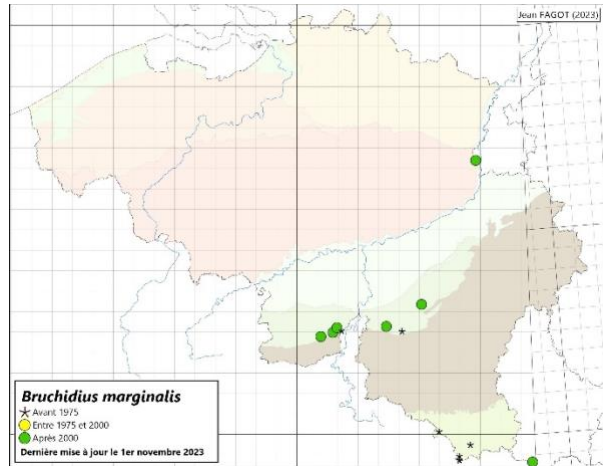 Jean FAGOT (2023)
Bruchidius marginalis
Avant 1975
Entre 1975 et 2000
Après 2000
Dernière mise à jour le 1er novembre 2023